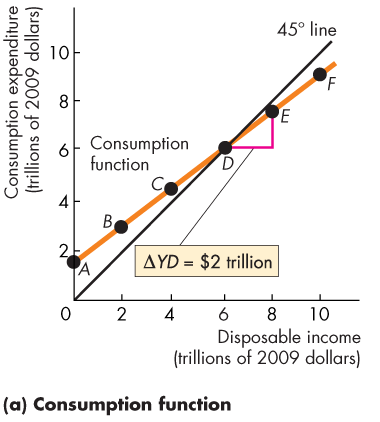 Consumption expenditure
(trillions of 2009 dollars)
45° line
10
8
6
4
2
Consumption
function
A
B
C
D
E
F
ΔYD = $2 trillion
0 2 4 6 8 10
Disposable income
(trillions of 2009 dollars)
(a) Consumption function